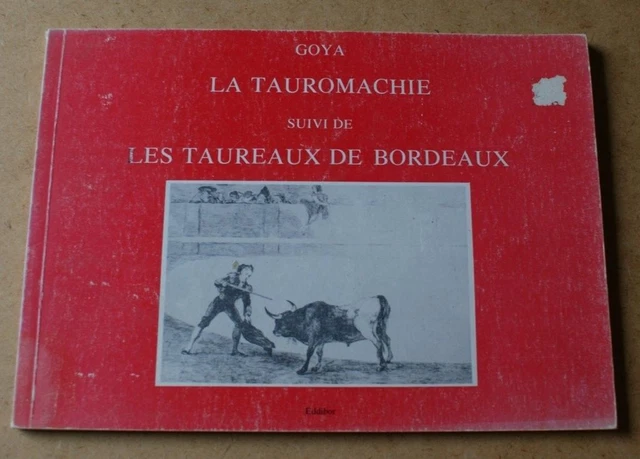 GOYA
LA TAUROMACHIE
SUIVI DE
LES TAUREAUX DE BORDEAUX